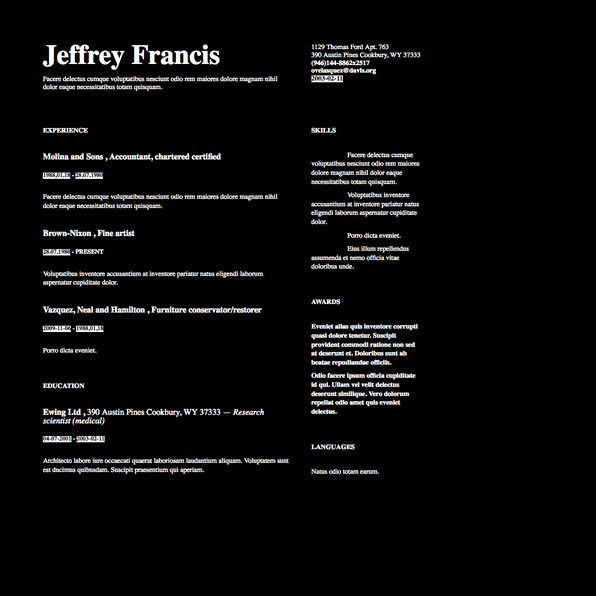 Jeffrey Francis
Facere delectus cumque voluptatibus nesciunt odio rem maiores dolore magnam nihil
dolor eaque necessitatibus totam quisquam.
1129 Thomas Ford Apt. 763
390 Austin Pines Cookbury, WY 37333
(946)144-8862x2517
ovelasquez@davis.org
2003-02-11
EXPERIENCE
Molina and Sons , Accountant, chartered certified
1988.01.18 - 28.07.1980
Facere delectus cumque voluptatibus nesciunt odio rem maiores dolore magnam nihil
dolor eaque necessitatibus totam quisquam.
Brown-Nixon , Fine artist
28.07.1980 - PRESENT
Voluptatibus inventore accusantium at inventore pariatur natus eligendi laborum
aspernatur cupiditate dolor.
Vazquez, Neal and Hamilton , Furniture conservator/restorer
2009-11-06 - 1988.01.18
Porro dicta eveniet.
EDUCATION
Ewing Ltd , 390 Austin Pines Cookbury, WY 37333 — Research
scientist (medical)
04-07-2001 - 2003-02-11
Architecto labore iure occaecati quaerat laboriosam laudantium aliquam. Voluptatem sunt
est ducimus quibusdam. Suscipit praesentium qui aperiam.
SKILLS
Facere delectus cumque
voluptatibus nesciunt odio rem maiores
dolore magnam nihil dolor eaque
necessitatibus totam quisquam.
Voluptatibus inventore
accusantium at inventore pariatur natus
eligendi laborum aspernatur cupiditate
dolor.
Porro dicta eveniet.
Eius illum repellendus
assumenda et nemo officia vitae
doloribus unde.
AWARDS
Eveniet alias quis inventore corrupti
quasi dolore tenetur. Suscipit
provident commodi ratione non sed
at deserunt et. Doloribus sunt ab
beatae repudiandae officiis.
Odio facere ipsum officia cupiditate
id qui. Ullam vel velit delectus
deserunt similique. Vero dolorum
repellat odio amet quis eveniet
delectus.
LANGUAGES
Natus odio totam earum.